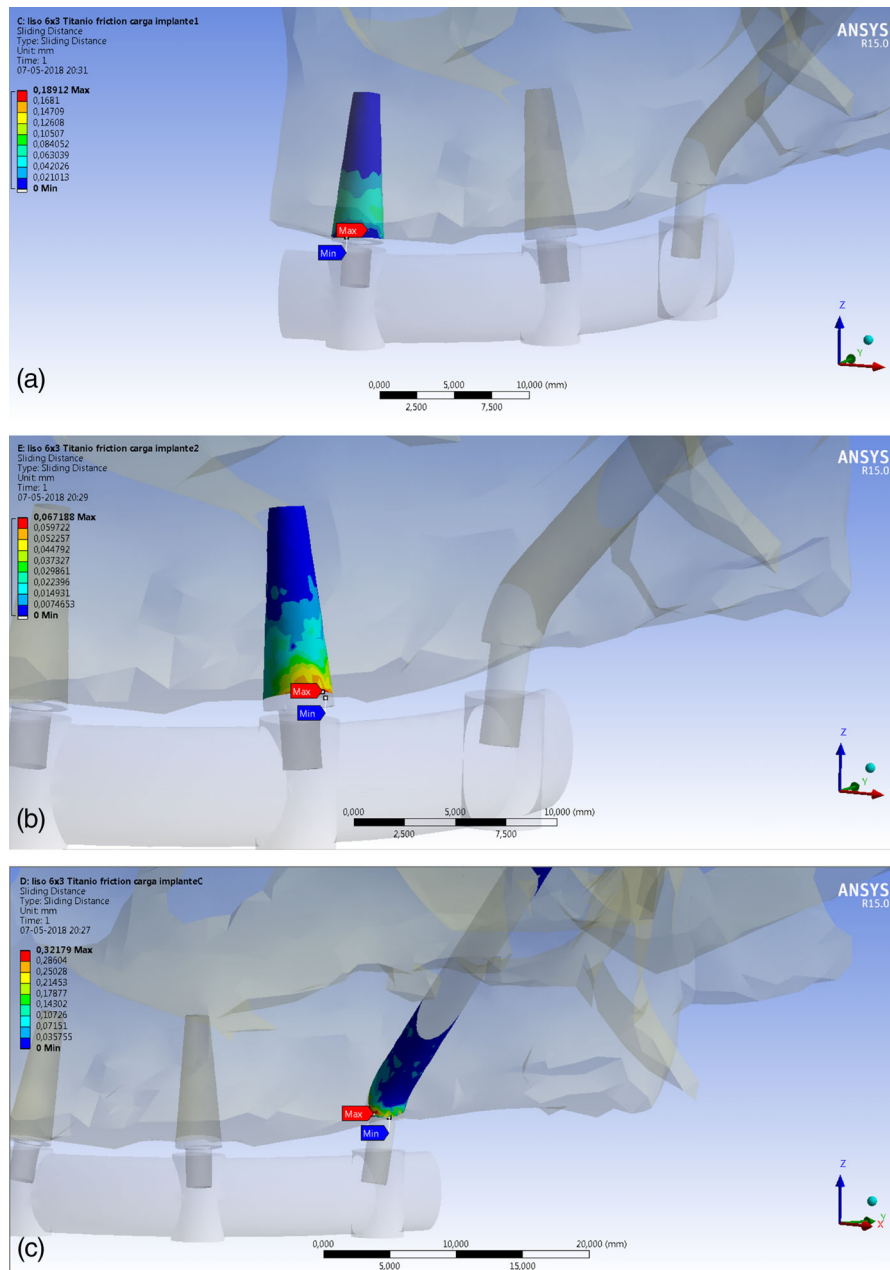 C: liso 6x3 Titanio friction carga implante1
Sliding Distance
Type: Sliding Distance
Unit: mm
Time: 1
07-05-2018 20:31
0,18912 Max
0,1681
0,14709
0,12608
0,10507
0,084052
0,063039
0,042026
0,021013
0 Min
ANSYS
R15.0
Max
Min
Z
Y
0,000 5,000 10,000 (mm)
2,500 7,500
(a)
E: liso 6x3 Titanio friction carga implante2
Sliding Distance
Type: Sliding Distance
Unit: mm
Time: 1
07-05-2018 20:29
0,067188 Max
0,059722
0,052257
0,044792
0,037327
0,029861
0,022396
0,014931
0,0074653
0 Min
ANSYS
R15.0
Max
Min
Z
Y
0,000 5,000 10,000 (mm)
2,500 7,500
(b)
D: liso 6x3 Titanio friction carga implanteC
Sliding Distance
Type: Sliding Distance
Unit: mm
Time: 1
07-05-2018 20:27
0,32179 Max
0,28604
0,25028
0,21453
0,17877
0,14302
0,10726
0,07151
0,035755
0 Min
ANSYS
R15.0
Max
Min
Z
Y
X
0,000 10,000 20,000 (mm)
5,000 15,000
(c)